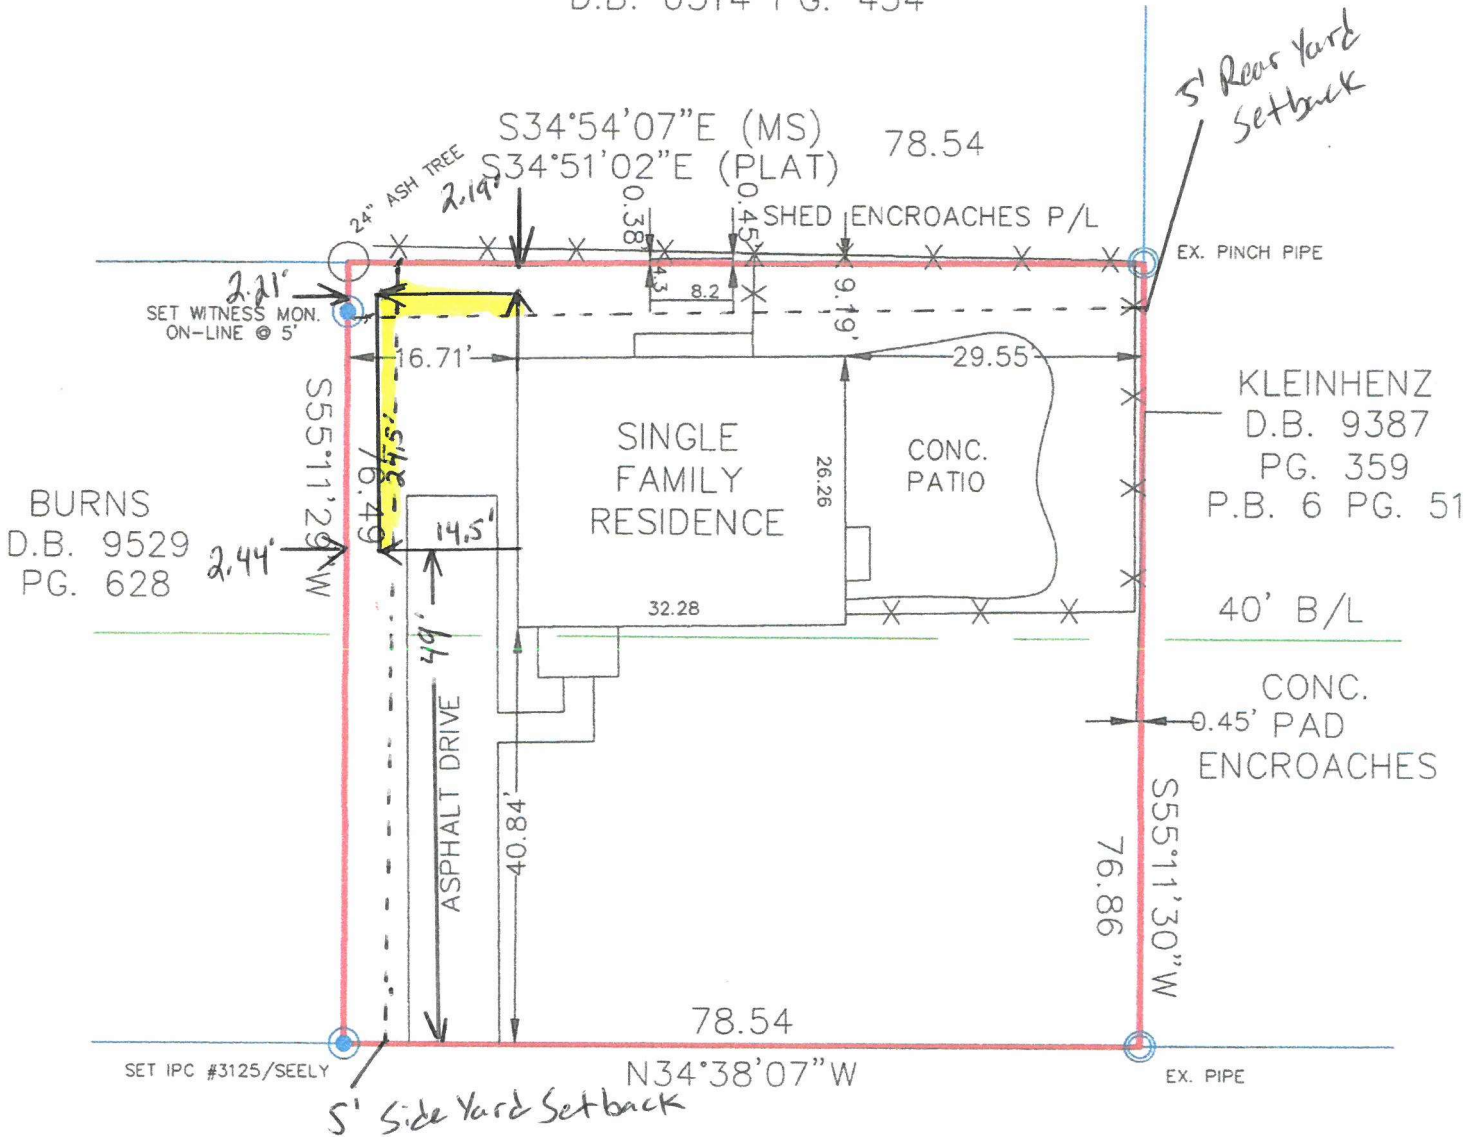 S34°54'07"E (MS)
S34°51'02"E (PLAT)
78.54
5' Rear Yard
Setback
24" ASH TREE
2.19'
0.38'
0.45'
SHED ENCROACHES P/L
EX. PINCH PIPE
2.21'
SET WITNESS MON.
ON-LINE @ 5'
4.3
8.2
9.19'
16.71'
29.55'
S55°11'29"W
76.49
24.5'
SINGLE
FAMILY
RESIDENCE
26.26
CONC.
PATIO
KLEINHENZ
D.B. 9387
PG. 359
P.B. 6 PG. 51
BURNS
D.B. 9529
PG. 628
2.44'
14.5'
32.28
40' B/L
49'
ASPHALT DRIVE
40.84'
CONC.
0.45' PAD
ENCROACHES
S55°11'30"W
76.86
78.54
N34°38'07"W
SET IPC #3125/SEELY
EX. PIPE
5' Side Yard Setback